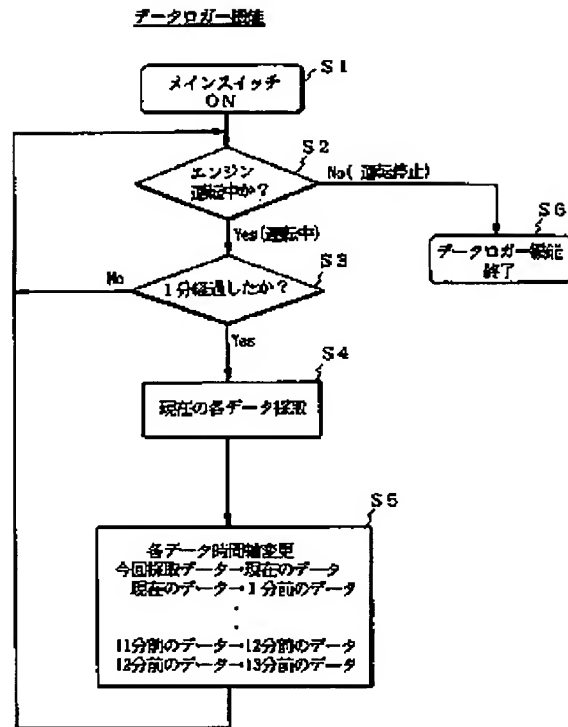 データロガー機能
S1
メインスイッチ
ON
S2
エンジン
運転中か？
No(運転停止)
S6
データロガー機能
終了
Yes(運転中)
S3
No
1分経過したか？
Yes
S4
現在の各データ採取
S5
各データ時間軸変更
今回採取データ→現在のデータ
現在のデータ→1分前のデータ
・
・
11分前のデータ→12分前のデータ
12分前のデータ→13分前のデータ